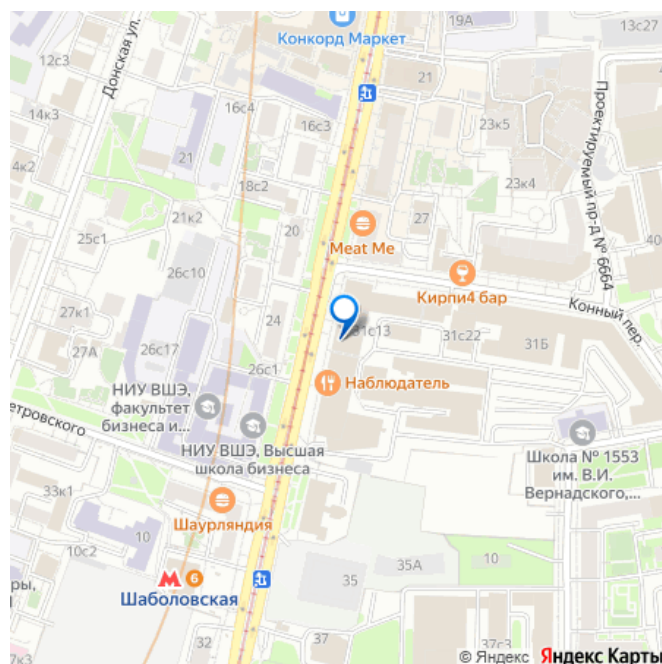 19А
13с27
Конкорд Маркет
12с3
Донская ул.
21
16с4
14к3
16с3
23к5
Проектируемый пр-д № 6664
4к2
21
18с2
23к4
21к2
20
27
40
25с1
Meat Me
26с10
Кирпи4 бар
Конный пер.
27к1
24
31с13
31с22
31Б
27А
26с17
26с1
Наблюдатель
НИУ ВШЭ,
факультет
бизнеса и...
етровского
НИУ ВШЭ, Высшая
школа бизнеса
Школа № 1553
им. В.И.
Вернадского,...
33к1
Шаурляндия
10
10с2
35А
10
35
6
ры,
Шаболовская
32
37
37с3
© Яндекс Яндекс Карты